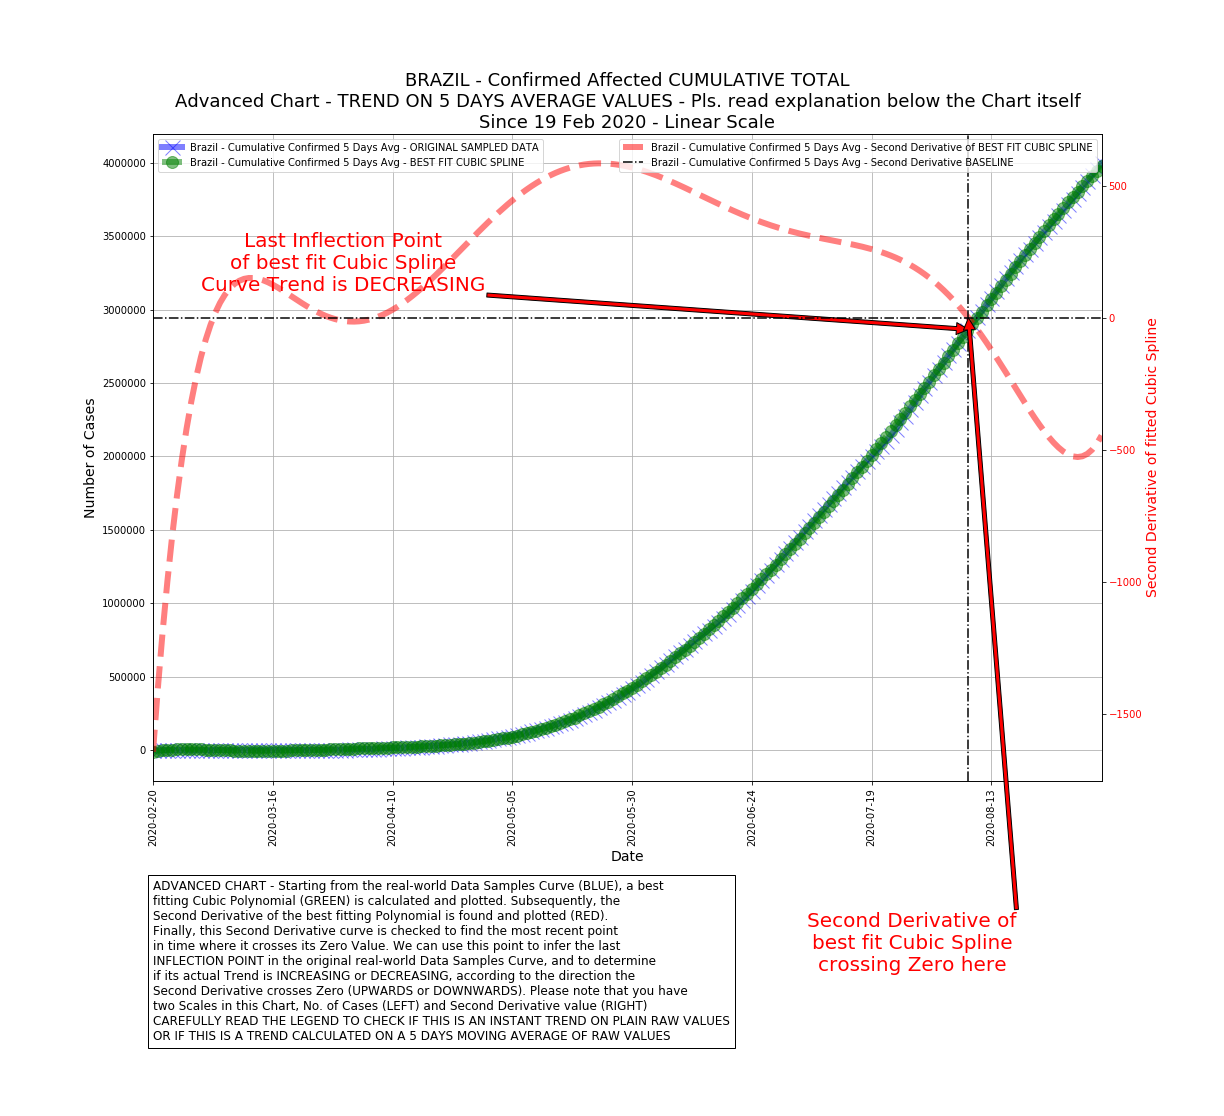 BRAZIL - Confirmed Affected CUMULATIVE TOTAL
Advanced Chart - TREND ON 5 DAYS AVERAGE VALUES - Pls. read explanation below the Chart itself
Since 19 Feb 2020 - Linear Scale
Brazil - Cumulative Confirmed 5 Days Avg - ORIGINAL SAMPLED DATA
Brazil - Cumulative Confirmed 5 Days Avg - BEST FIT CUBIC SPLINE
Brazil - Cumulative Confirmed 5 Days Avg - Second Derivative of BEST FIT CUBIC SPLINE
Brazil - Cumulative Confirmed 5 Days Avg - Second Derivative BASELINE
4000000
3500000
3000000
2500000
2000000
1500000
1000000
500000
0
Number of Cases
Last Inflection Point
of best fit Cubic Spline
Curve Trend is DECREASING
500
0
−500
−1000
−1500
Second Derivative of fitted Cubic Spline
2020-02-20
2020-03-16
2020-04-10
2020-05-05
2020-05-30
2020-06-24
2020-07-19
2020-08-13
Date
Second Derivative of
best fit Cubic Spline
crossing Zero here
ADVANCED CHART - Starting from the real-world Data Samples Curve (BLUE), a best
fitting Cubic Polynomial (GREEN) is calculated and plotted. Subsequently, the
Second Derivative of the best fitting Polynomial is found and plotted (RED).
Finally, this Second Derivative curve is checked to find the most recent point
in time where it crosses its Zero Value. We can use this point to infer the last
INFLECTION POINT in the original real-world Data Samples Curve, and to determine
if its actual Trend is INCREASING or DECREASING, according to the direction the
Second Derivative crosses Zero (UPWARDS or DOWNWARDS). Please note that you have
two Scales in this Chart, No. of Cases (LEFT) and Second Derivative value (RIGHT)
CAREFULLY READ THE LEGEND TO CHECK IF THIS IS AN INSTANT TREND ON PLAIN RAW VALUES
OR IF THIS IS A TREND CALCULATED ON A 5 DAYS MOVING AVERAGE OF RAW VALUES